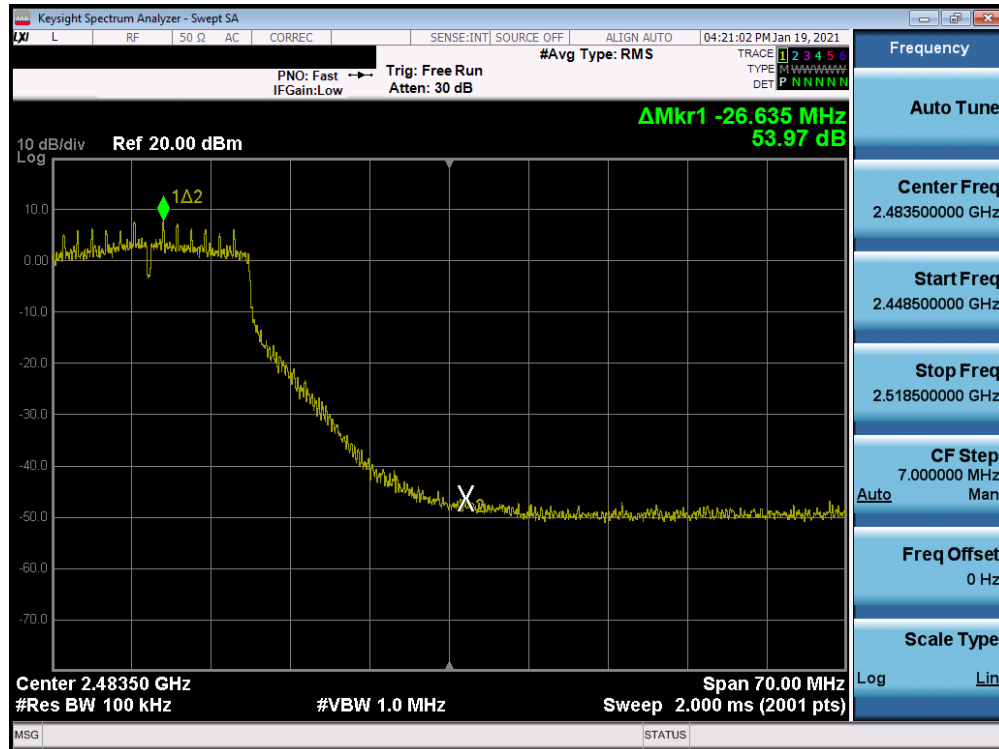 Keysight Spectrum Analyzer - Swept SA
LXI L RF 50 Ω AC CORREC SENSE:INT SOURCE OFF ALIGN AUTO 04:21:02 PM Jan 19, 2021
#Avg Type: RMS
TRACE 1 2 3 4 5 6
PNO: Fast Trig: Free Run
TYPE M WWWWW
IFGain:Low Atten: 30 dB
DET P N N N N N
ΔMkr1 -26.635 MHz
53.97 dB
10 dB/div Ref 20.00 dBm
Log
1Δ2
10.0
0.00
-10.0
-20.0
-30.0
-40.0
X2
-50.0
-60.0
-70.0
Center 2.48350 GHz Span 70.00 MHz
#Res BW 100 kHz #VBW 1.0 MHz Sweep 2.000 ms (2001 pts)
MSG STATUS
Frequency
Auto Tune
Center Freq
2.483500000 GHz
Start Freq
2.448500000 GHz
Stop Freq
2.518500000 GHz
CF Step
7.000000 MHz
Auto Man
Freq Offset
0 Hz
Scale Type
Log Lin